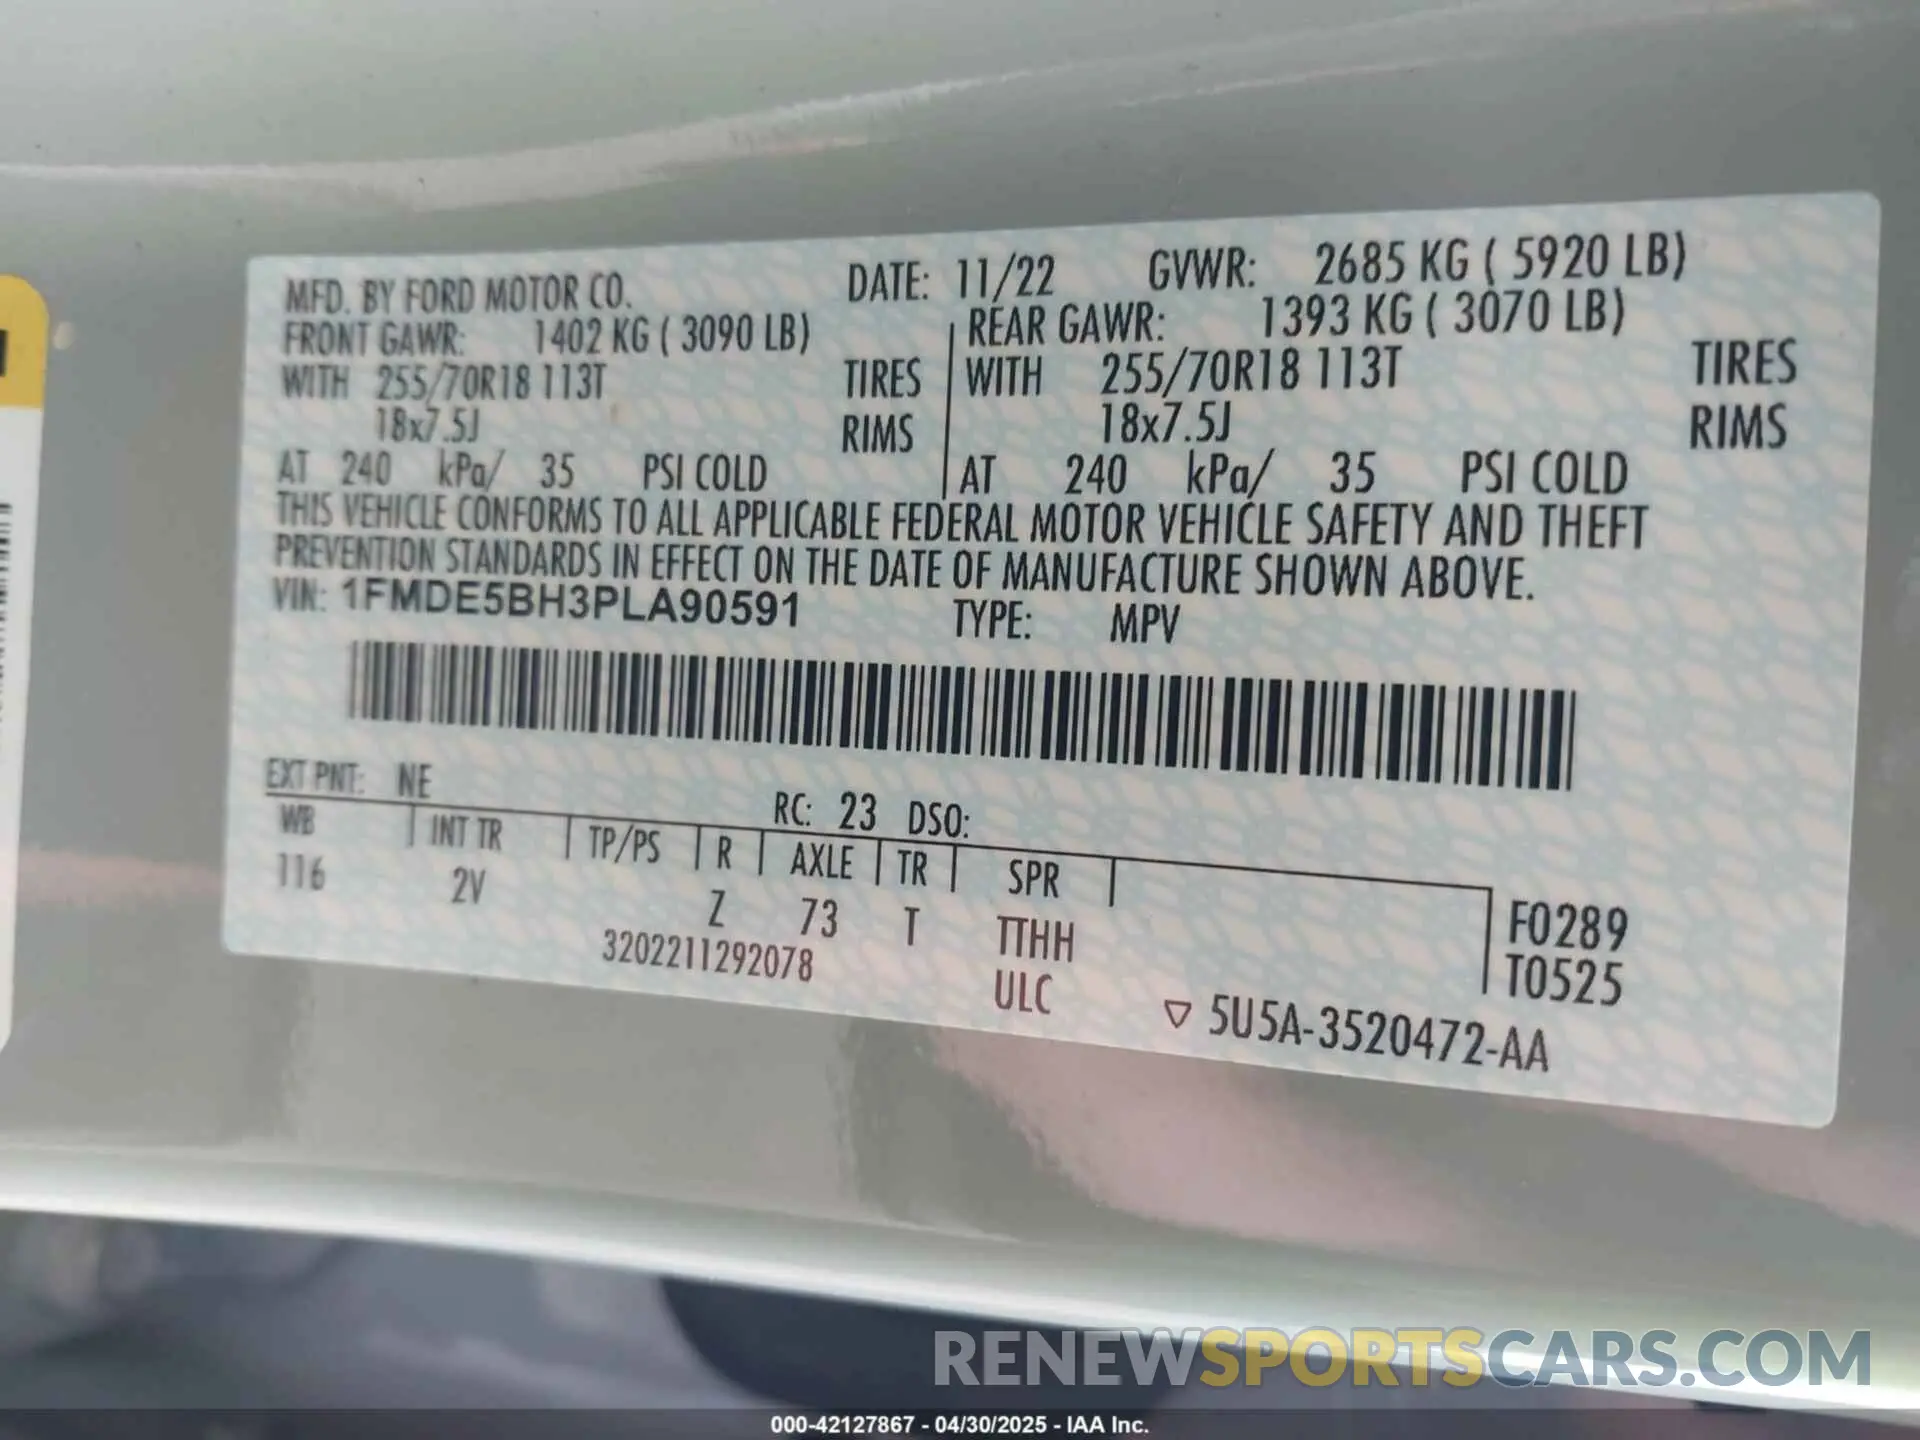 MFD. BY FORD MOTOR CO. DATE: 11/22 GVWR: 2685 KG ( 5920 LB)
FRONT GAWR: 1402 KG ( 3090 LB) REAR GAWR: 1393 KG ( 3070 LB)
WITH 255/70R18 113T TIRES WITH 255/70R18 113T TIRES
18x7.5J RIMS 18x7.5J RIMS
AT 240 kPa/ 35 PSI COLD AT 240 kPa/ 35 PSI COLD
THIS VEHICLE CONFORMS TO ALL APPLICABLE FEDERAL MOTOR VEHICLE SAFETY AND THEFT
PREVENTION STANDARDS IN EFFECT ON THE DATE OF MANUFACTURE SHOWN ABOVE.
VIN: 1FMDE5BH3PLA90591 TYPE: MPV
EXT PNT: NE RC: 23 DSO:
WB INT TR TP/PS R AXLE TR SPR
116 2V Z 73 T TTHH F0289
3202211292078 ULC T0525
▽ 5U5A-3520472-AA
RENEWSPORTSCARS.COM
000-42127867 - 04/30/2025 - IAA Inc.